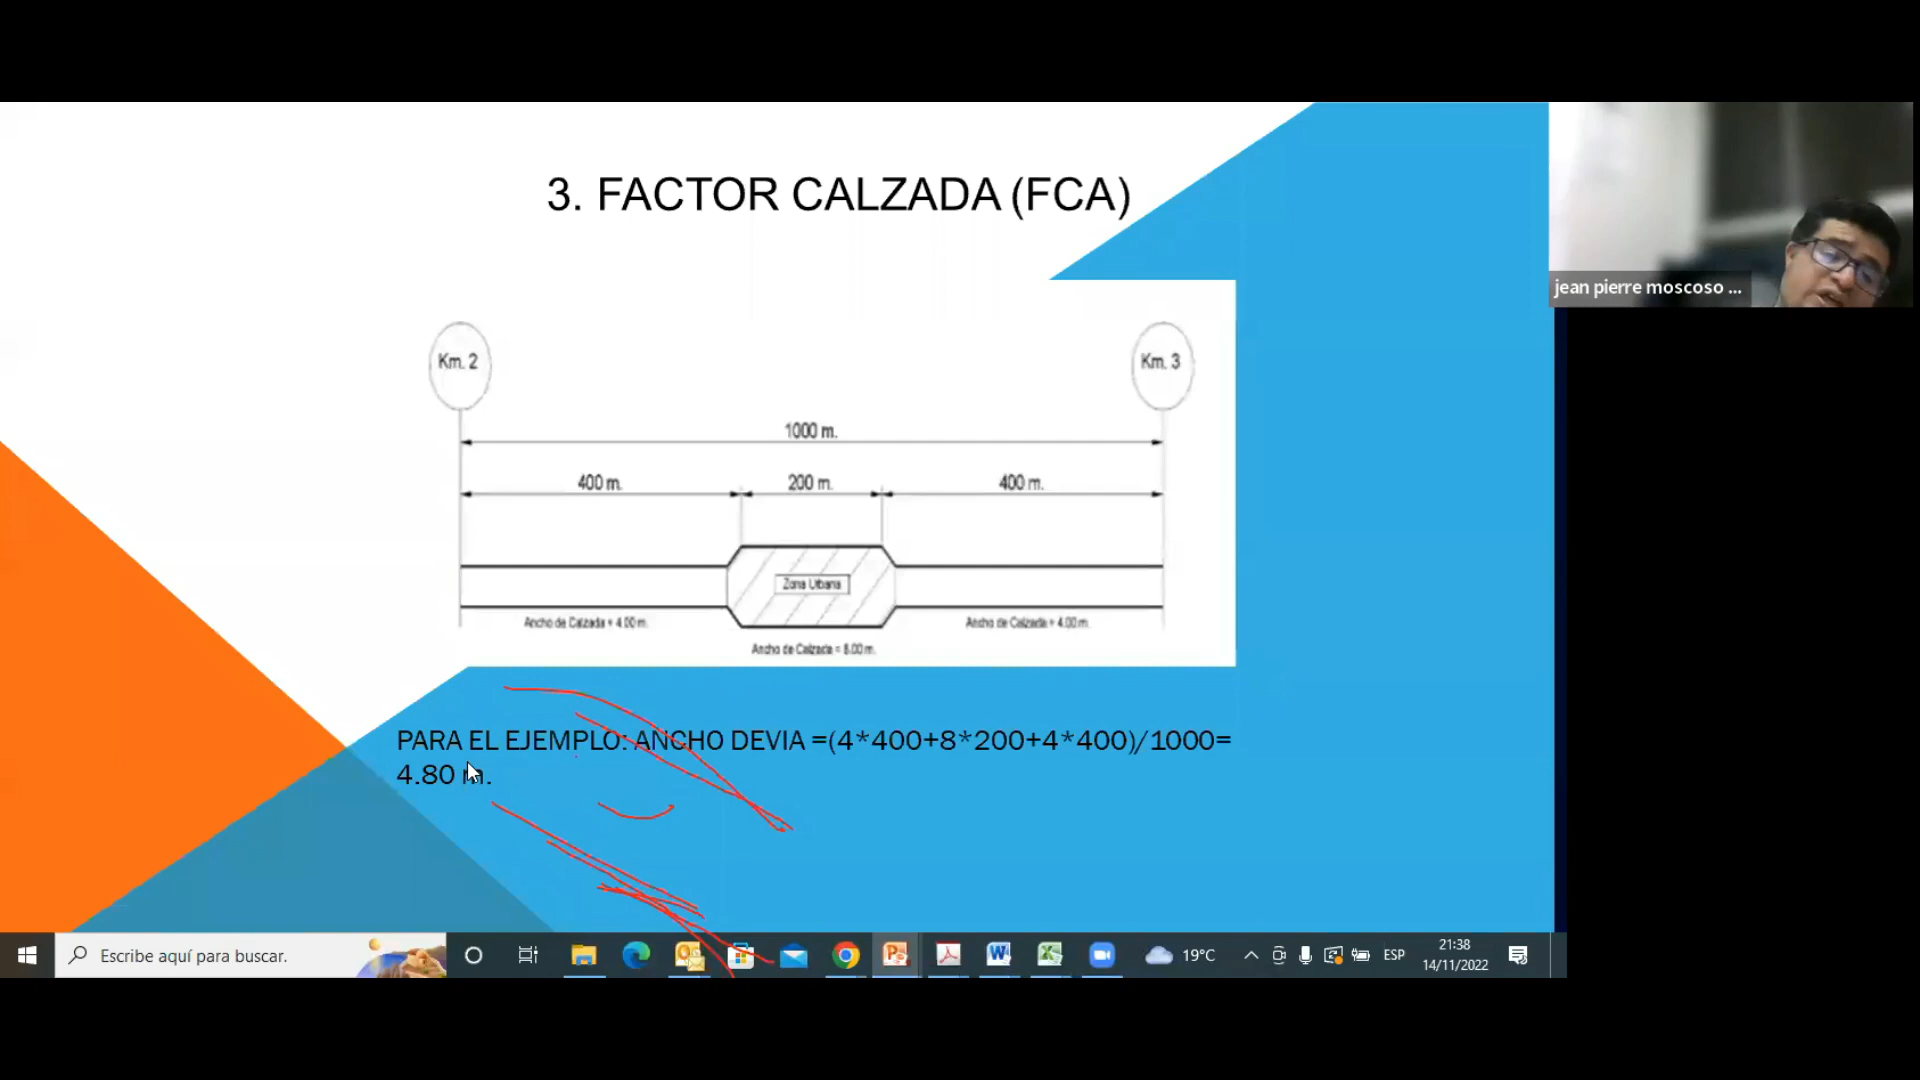 3. FACTOR CALZADA (FCA)
jean pierre moscoso ...
Km. 2
Km. 3
1000 m.
400 m.
200 m.
400 m.
Zona Urbana
Ancho de Calzada = 4.00 m.
Ancho de Calzada = 4.00 m.
Ancho de Calzada = 8.00 m.
PARA EL EJEMPLO: ANCHO DEVIA =(4*400+8*200+4*400)/1000=
4.80 m.
Escribe aquí para buscar.
19°C
ESP
21:38
14/11/2022